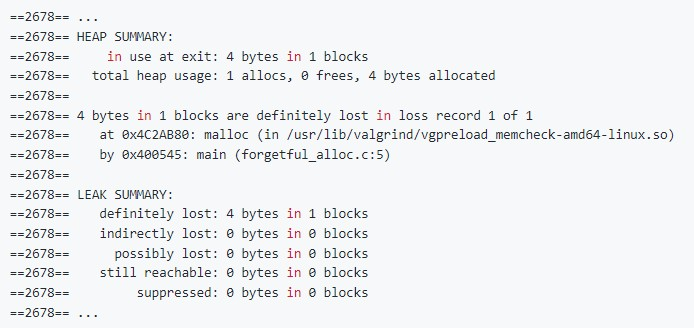 ==2678== ...
==2678== HEAP SUMMARY:
==2678==     in use at exit: 4 bytes in 1 blocks
==2678==   total heap usage: 1 allocs, 0 frees, 4 bytes allocated
==2678==
==2678== 4 bytes in 1 blocks are definitely lost in loss record 1 of 1
==2678==    at 0x4C2AB80: malloc (in /usr/lib/valgrind/vgpreload_memcheck-amd64-linux.so)
==2678==    by 0x400545: main (forgetful_alloc.c:5)
==2678==
==2678== LEAK SUMMARY:
==2678==    definitely lost: 4 bytes in 1 blocks
==2678==    indirectly lost: 0 bytes in 0 blocks
==2678==      possibly lost: 0 bytes in 0 blocks
==2678==    still reachable: 0 bytes in 0 blocks
==2678==         suppressed: 0 bytes in 0 blocks
==2678== ...